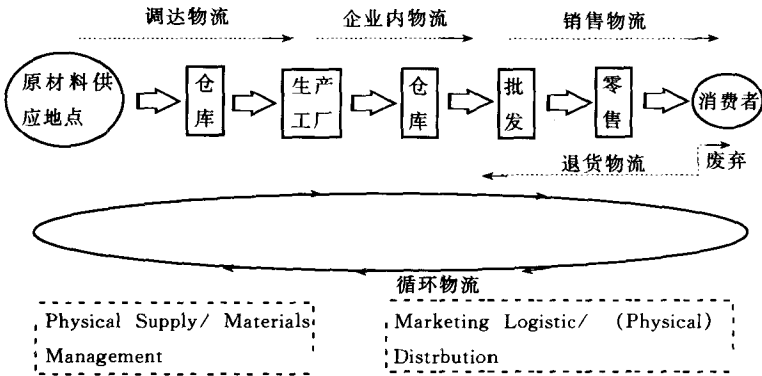 调达物流
企业内物流
销售物流
原材料供
应地点
仓
库
生产
工厂
仓
库
批
发
零
售
消费者
退货物流
废弃
循环物流
Physical Supply/ Materials
Management
Marketing Logistic/ (Physical)
Distrbution